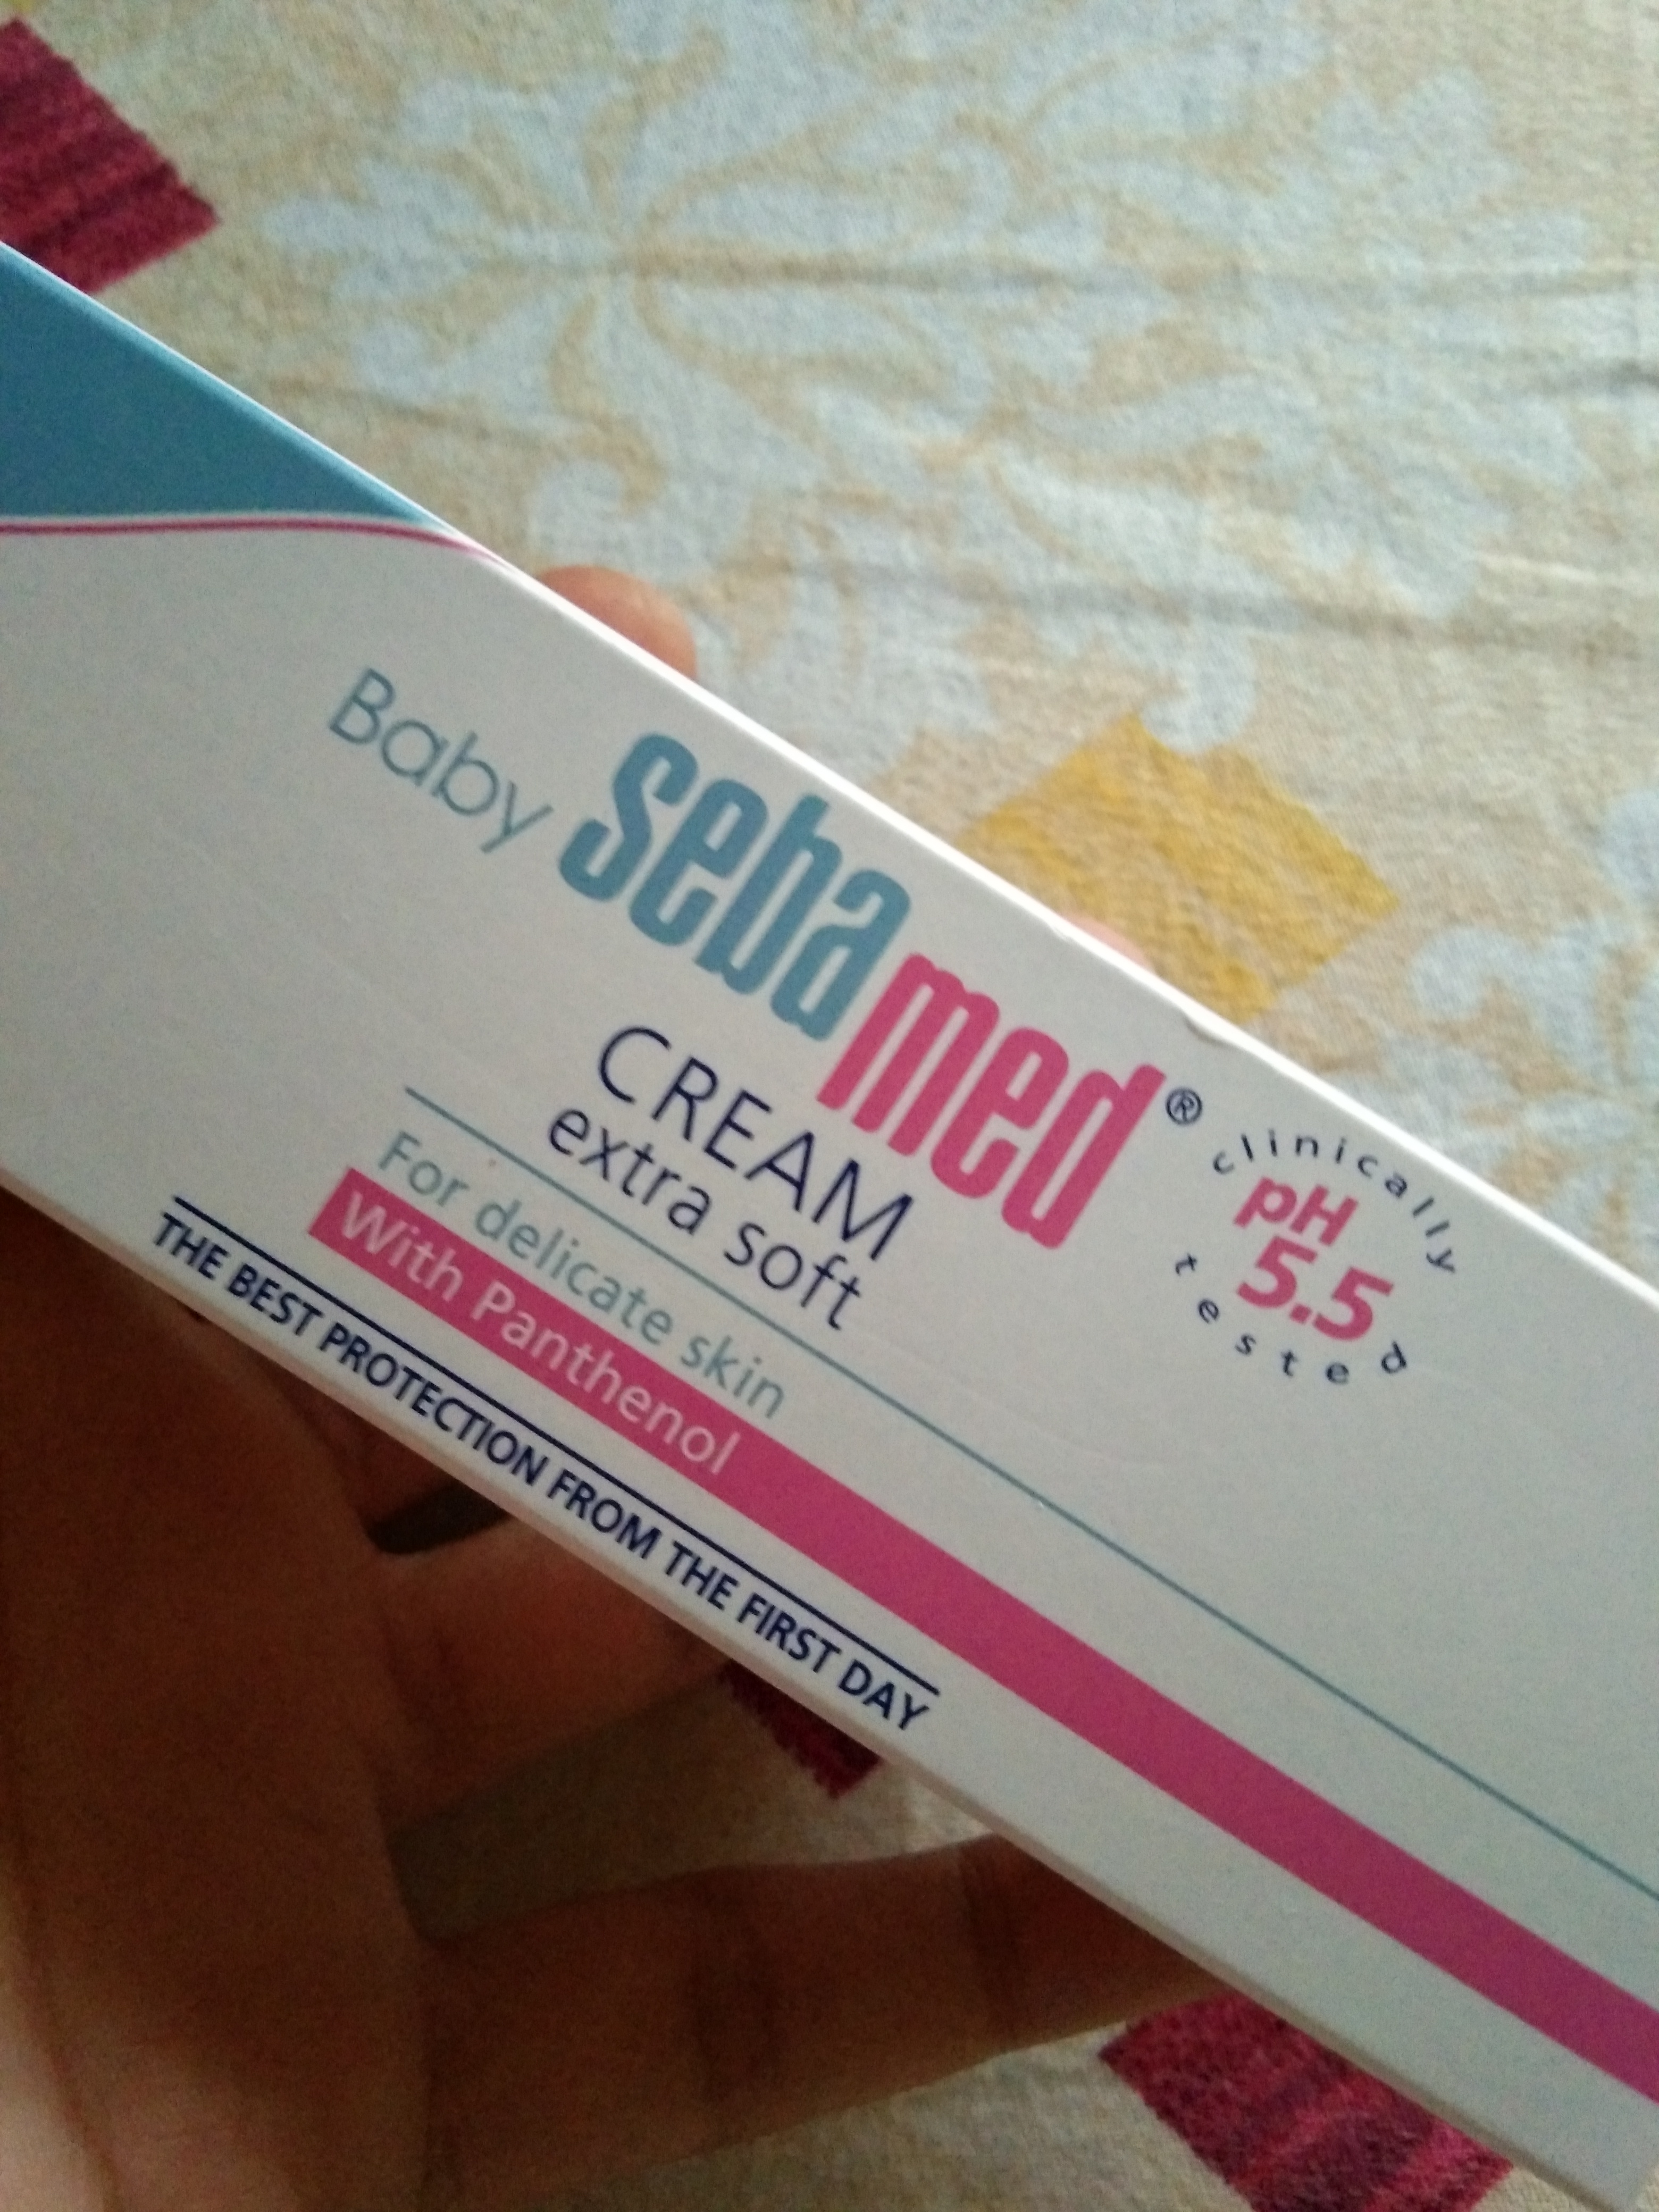 Baby sebamed®
CREAM
extra soft
For delicate skin
With Panthenol
THE BEST PROTECTION FROM THE FIRST DAY
clinically
pH
5.5
tested